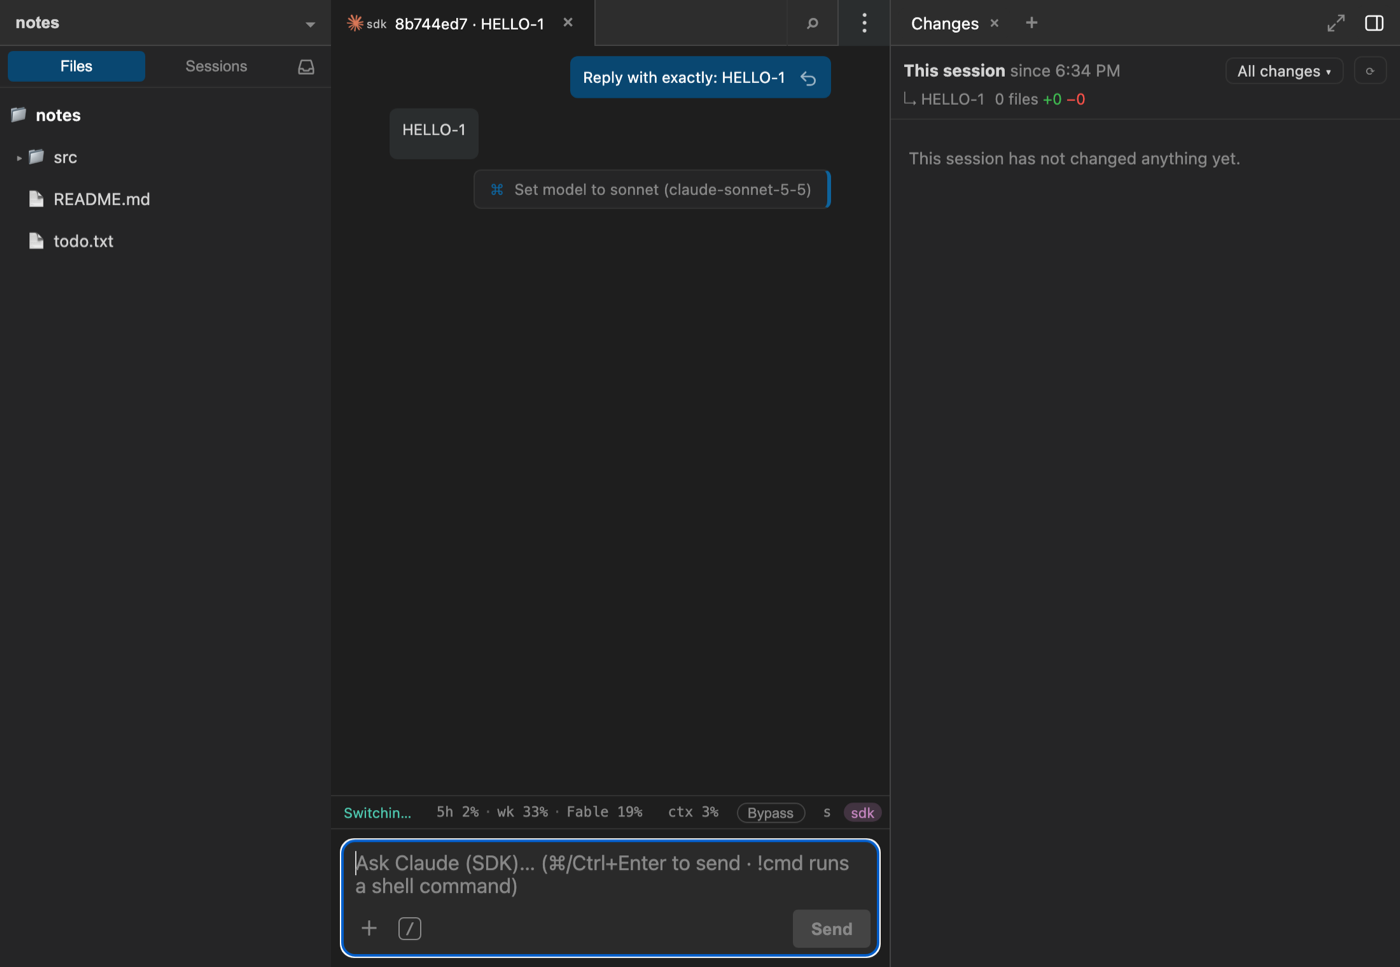 notes
Files
Sessions
notes
src
README.md
todo.txt
sdk 8b744ed7 · HELLO-1
Reply with exactly: HELLO-1
HELLO-1
⌘ Set model to sonnet (claude-sonnet-5-5)
Switchin...
5h 2% · wk 33% · Fable 19%
ctx 3%
Bypass
s
sdk
Ask Claude (SDK)... (⌘/Ctrl+Enter to send · !cmd runs
a shell command)
+ /
Send
Changes × +
This session since 6:34 PM
All changes
HELLO-1 0 files +0 −0
This session has not changed anything yet.